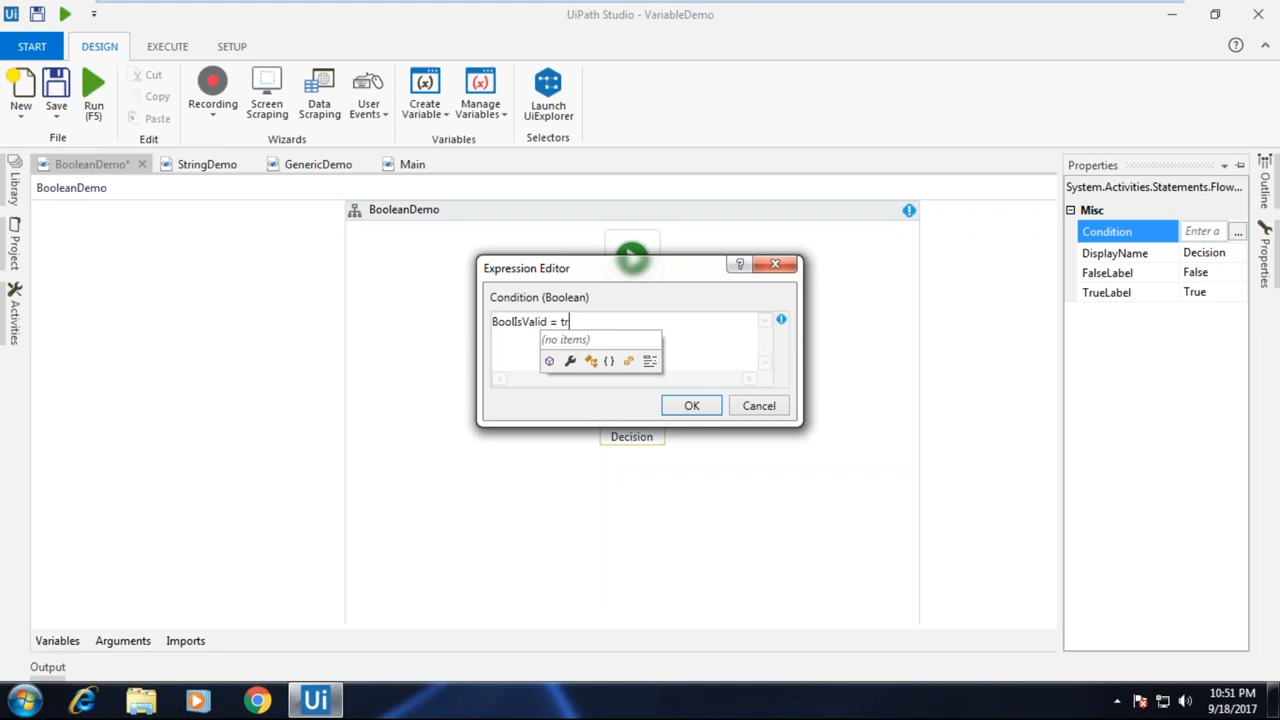 Ui
UiPath Studio - VariableDemo
START
DESIGN
EXECUTE
SETUP
New
Save
Run
(F5)
Cut
Copy
Paste
Recording
Screen
Scraping
Data
Scraping
User
Events
Create
Variable
Manage
Variables
Launch
UiExplorer
File
Edit
Wizards
Variables
Selectors
BooleanDemo*
StringDemo
GenericDemo
Main
BooleanDemo
Library
Project
Activities
BooleanDemo
Expression Editor
Condition (Boolean)
BoolIsValid = tr
(no items)
OK
Cancel
Decision
Properties
System.Activities.Statements.Flow...
Misc
Condition
Enter a
...
DisplayName
Decision
FalseLabel
False
TrueLabel
True
Outline
Properties
Variables
Arguments
Imports
Output
Ui
10:51 PM
9/18/2017